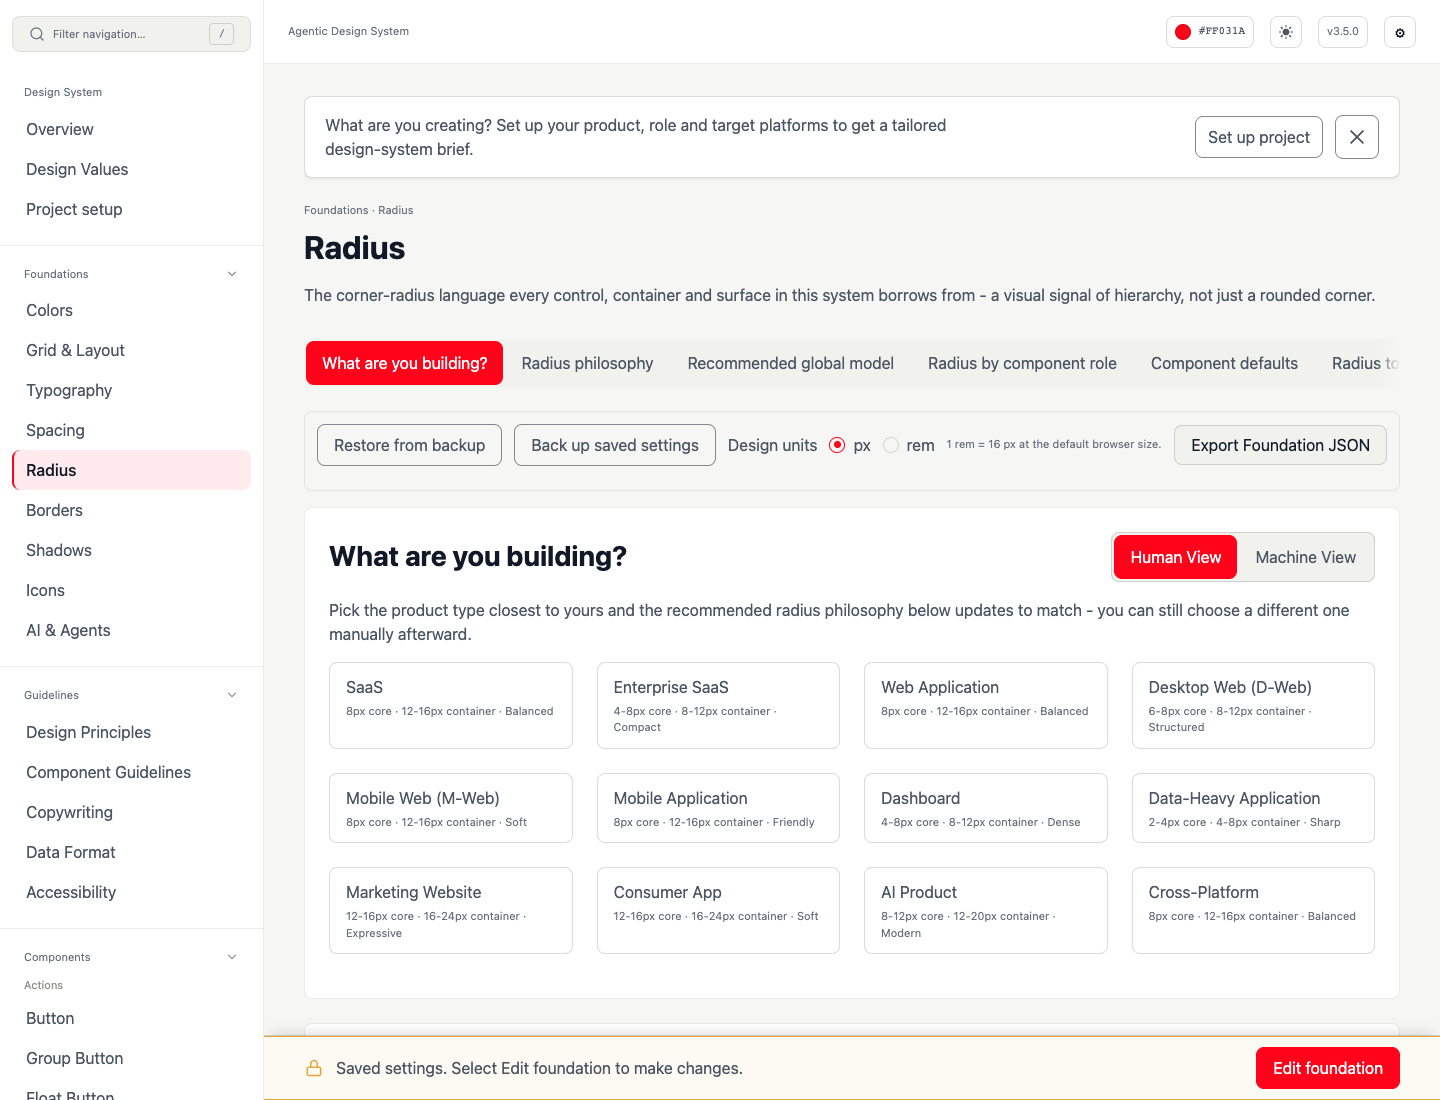 Filter navigation...
/
Design System
Overview
Design Values
Project setup
Foundations
Colors
Grid & Layout
Typography
Spacing
Radius
Borders
Shadows
Icons
AI & Agents
Guidelines
Design Principles
Component Guidelines
Copywriting
Data Format
Accessibility
Components
Actions
Button
Group Button
Float Button
Agentic Design System
#FF031A
v3.5.0
What are you creating? Set up your product, role and target platforms to get a tailored
design-system brief.
Set up project
Foundations · Radius
Radius
The corner-radius language every control, container and surface in this system borrows from - a visual signal of hierarchy, not just a rounded corner.
What are you building?
Radius philosophy
Recommended global model
Radius by component role
Component defaults
Radius to
Restore from backup
Back up saved settings
Design units
px
rem
1 rem = 16 px at the default browser size.
Export Foundation JSON
What are you building?
Human View
Machine View
Pick the product type closest to yours and the recommended radius philosophy below updates to match - you can still choose a different one
manually afterward.
SaaS
8px core · 12-16px container · Balanced
Enterprise SaaS
4-8px core · 8-12px container ·
Compact
Web Application
8px core · 12-16px container · Balanced
Desktop Web (D-Web)
6-8px core · 8-12px container ·
Structured
Mobile Web (M-Web)
8px core · 12-16px container · Soft
Mobile Application
8px core · 12-16px container · Friendly
Dashboard
4-8px core · 8-12px container · Dense
Data-Heavy Application
2-4px core · 4-8px container · Sharp
Marketing Website
12-16px core · 16-24px container ·
Expressive
Consumer App
12-16px core · 16-24px container · Soft
AI Product
8-12px core · 12-20px container ·
Modern
Cross-Platform
8px core · 12-16px container · Balanced
Saved settings. Select Edit foundation to make changes.
Edit foundation